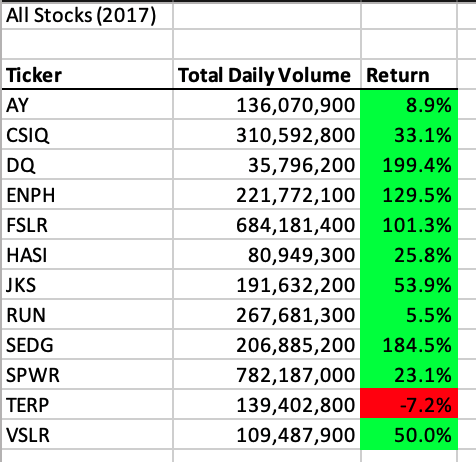 All Stocks (2017)
Ticker Total Daily Volume Return
AY 136,070,900 8.9%
CSIQ 310,592,800 33.1%
DQ 35,796,200 199.4%
ENPH 221,772,100 129.5%
FSLR 684,181,400 101.3%
HASI 80,949,300 25.8%
JKS 191,632,200 53.9%
RUN 267,681,300 5.5%
SEDG 206,885,200 184.5%
SPWR 782,187,000 23.1%
TERP 139,402,800 -7.2%
VSLR 109,487,900 50.0%